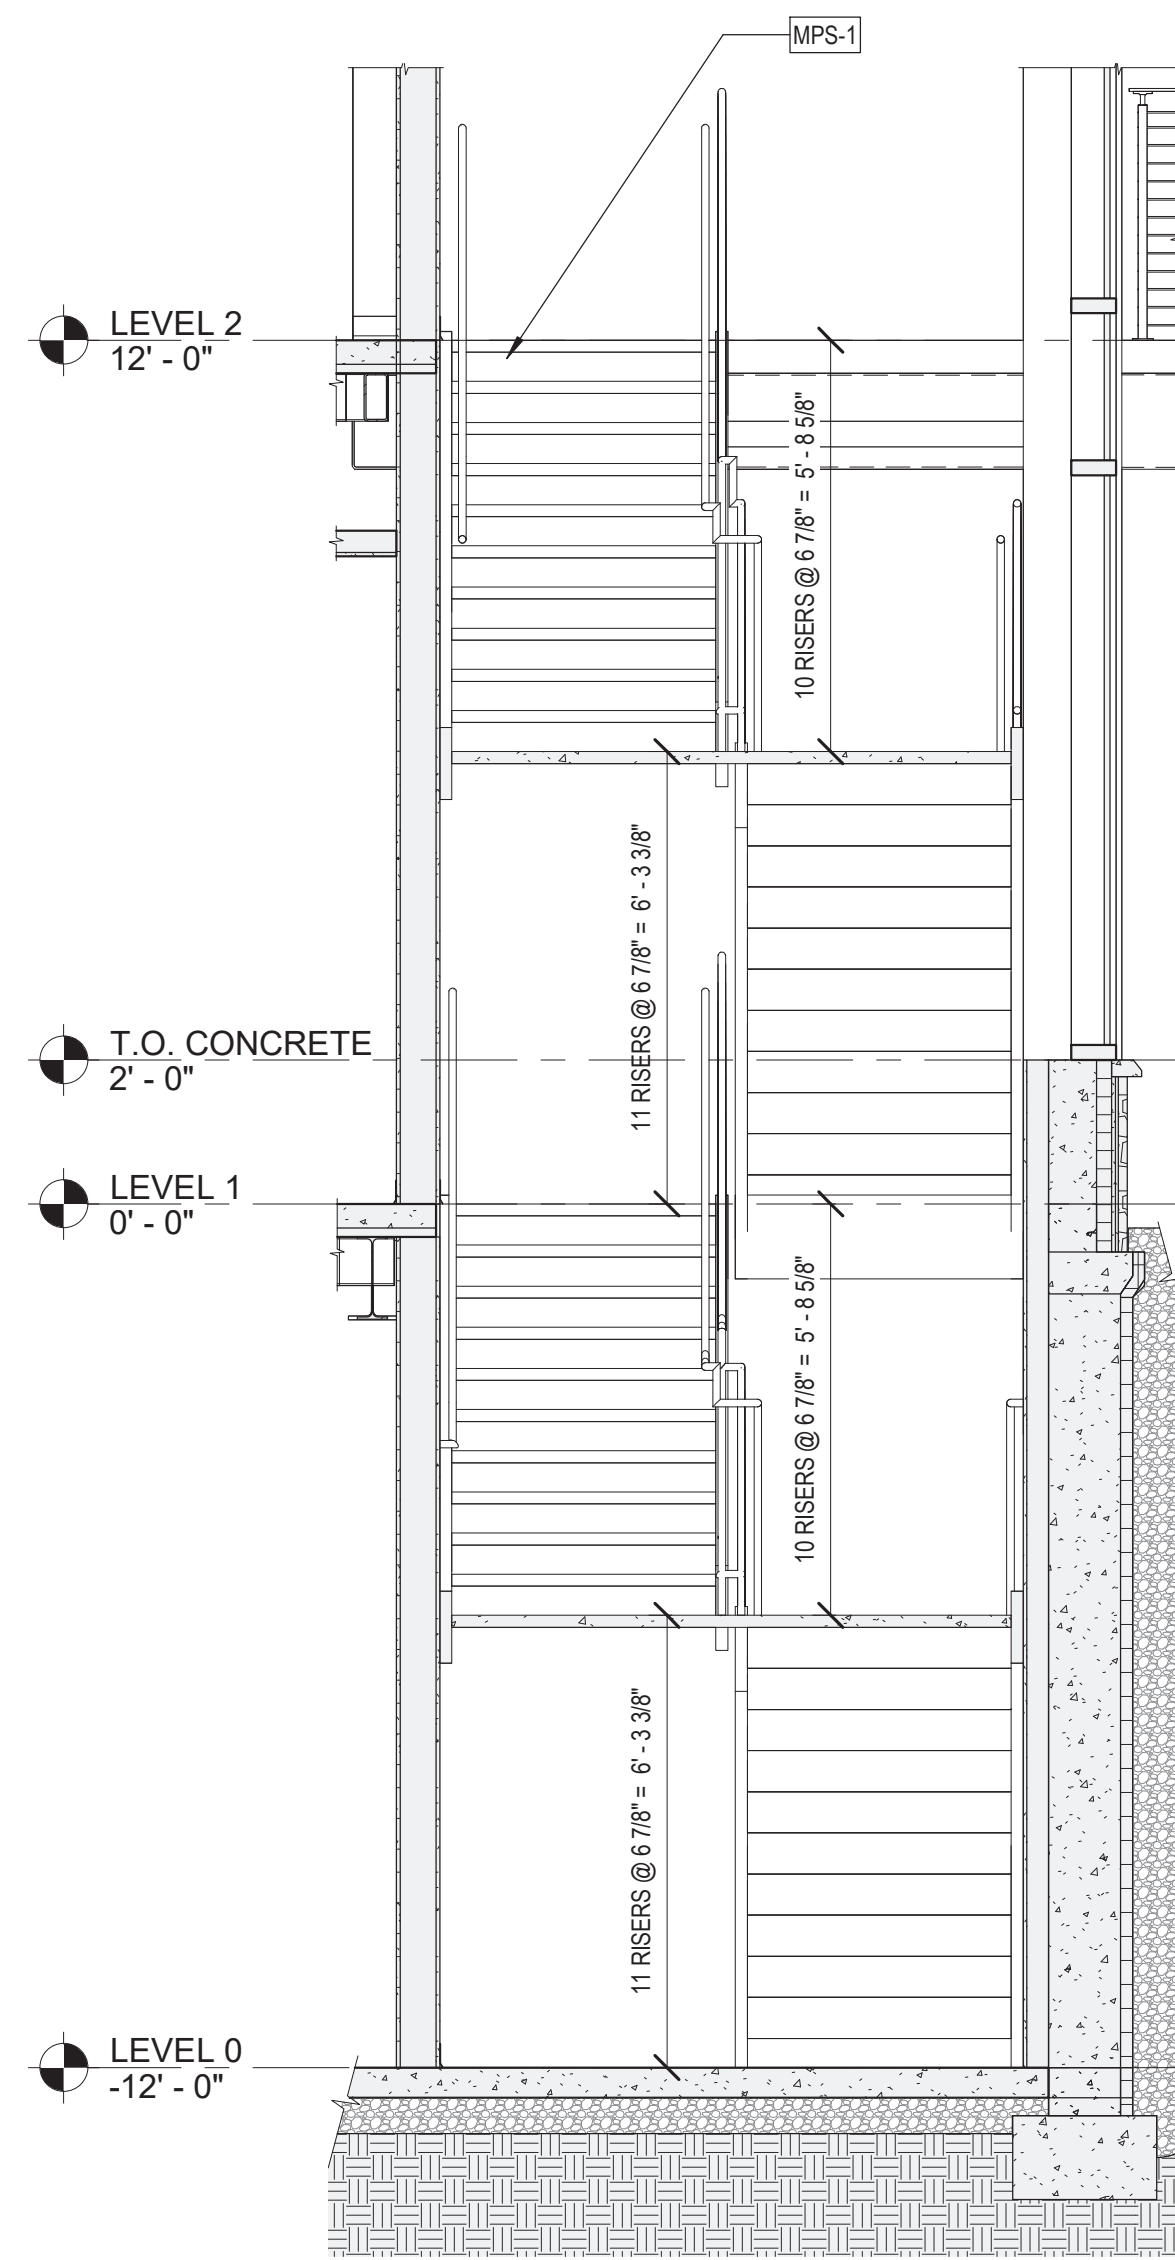 MPS-1
LEVEL 2
12' - 0"
10 RISERS @ 6 7/8" = 5' - 8 5/8"
11 RISERS @ 6 7/8" = 6' - 3 3/8"
T.O. CONCRETE
2' - 0"
LEVEL 1
0' - 0"
10 RISERS @ 6 7/8" = 5' - 8 5/8"
11 RISERS @ 6 7/8" = 6' - 3 3/8"
LEVEL 0
-12' - 0"